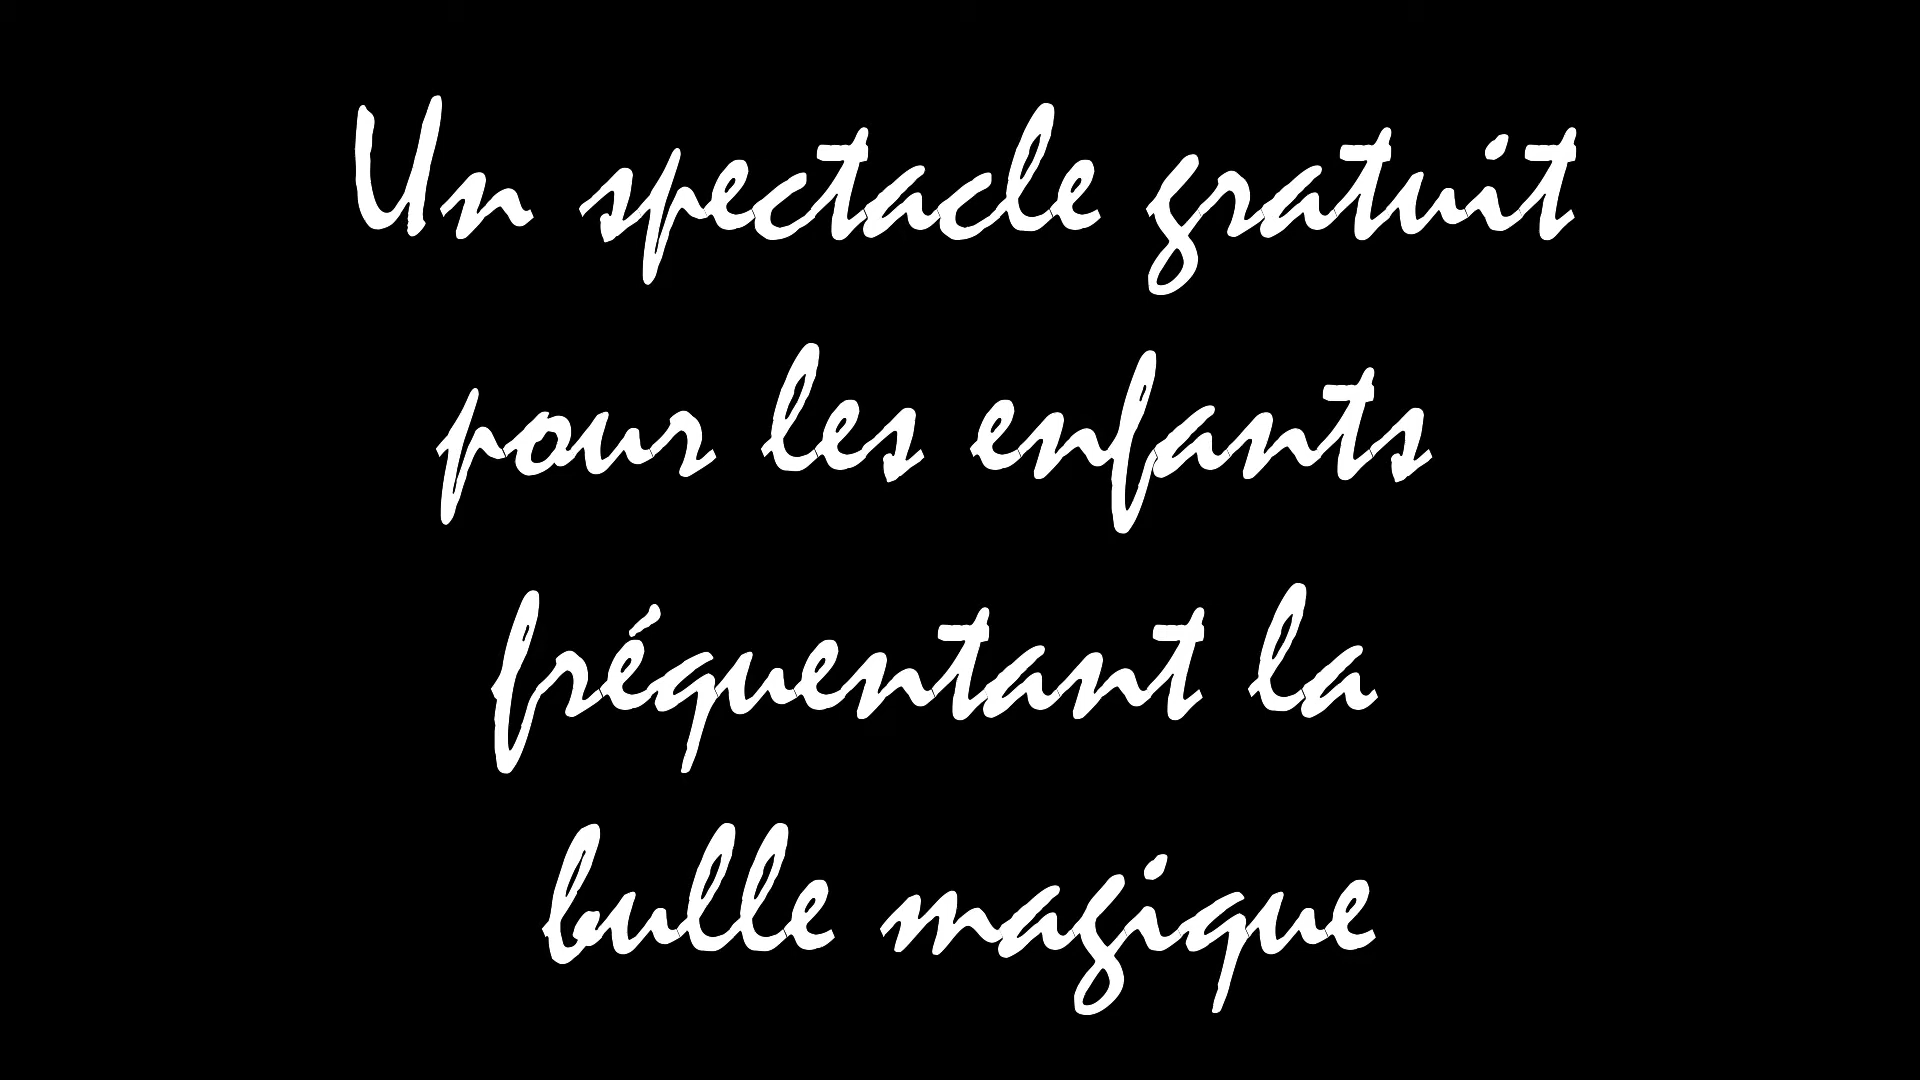 Un spectacle gratuit
pour les enfants
fréquentant la
bulle magique